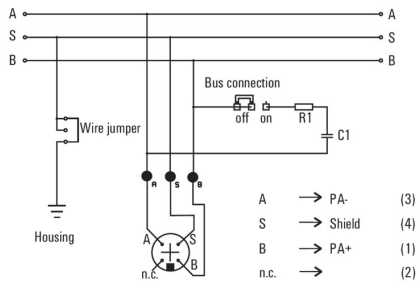 A A
S S
B B
Bus connection
off on R1
C1
Wire jumper
A S B
A → PA- (3)
S → Shield (4)
B → PA+ (1)
n.c. → (2)
Housing
A S
B
n.c.